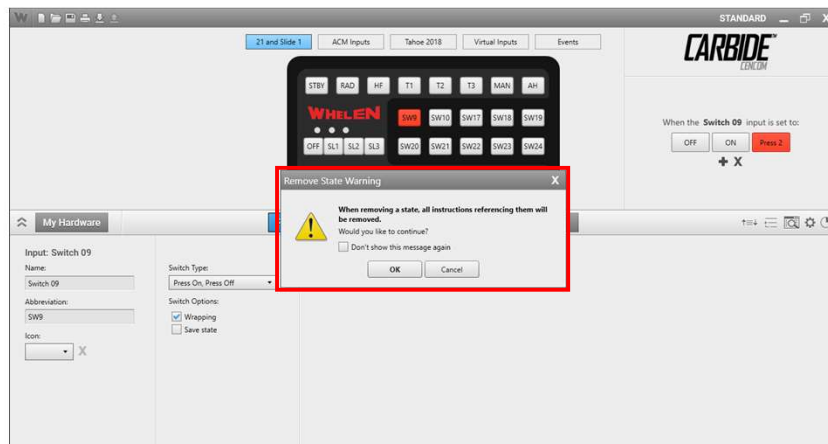 W
STANDARD
21 and Slide 1
ACM Inputs
Tahoe 2018
Virtual Inputs
Events
CARBIDE
CENCOM
STBY RAD HF T1 T2 T3 MAN AH
WHELEN
SW9 SW10 SW17 SW18 SW19
OFF SL1 SL2 SL3 SW20 SW21 SW22 SW23 SW24
When the Switch 09 input is set to:
OFF ON Press 2
+ X
Remove State Warning X
When removing a state, all instructions referencing them will
be removed.
Would you like to continue?
Don't show this message again
OK Cancel
My Hardware
Input: Switch 09
Name:
Switch 09
Abbreviation:
SW9
Icon:
X
Switch Type:
Press On, Press Off
Switch Options:
Wrapping
Save state